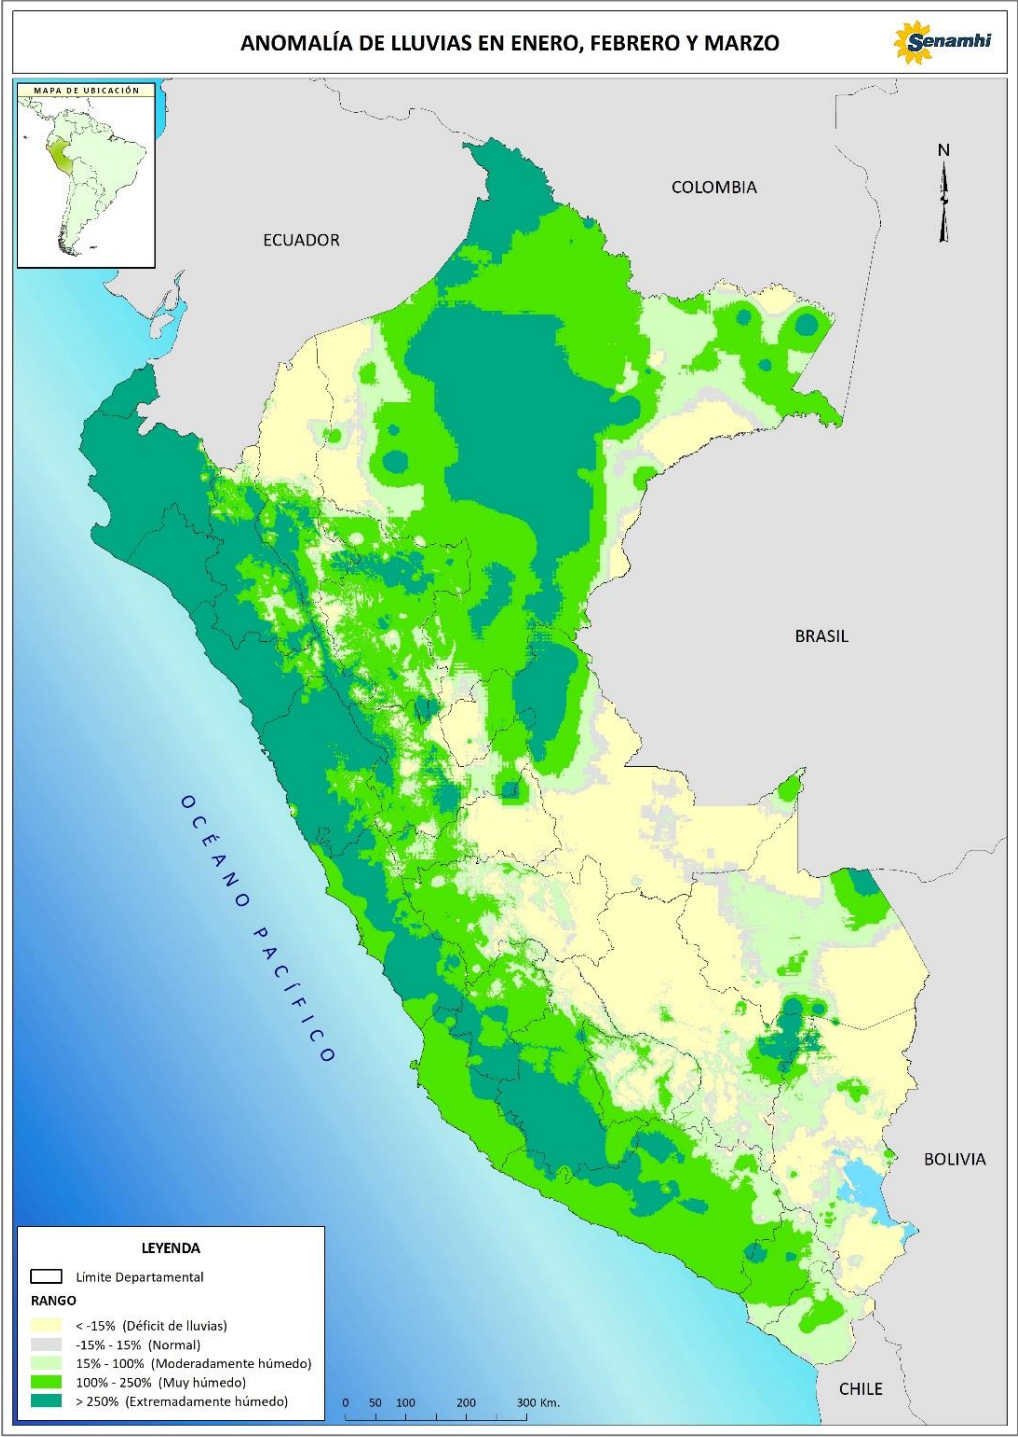 ANOMALÍA DE LLUVIAS EN ENERO, FEBRERO Y MARZO
Senamhi
MAPA DE UBICACIÓN
N
COLOMBIA
ECUADOR
BRASIL
OCÉANO PACÍFICO
BOLIVIA
CHILE
LEYENDA
Límite Departamental
RANGO
< -15% (Déficit de lluvias)
-15% - 15% (Normal)
15% - 100% (Moderadamente húmedo)
100% - 250% (Muy húmedo)
> 250% (Extremadamente húmedo)
0 50 100 200 300 Km.